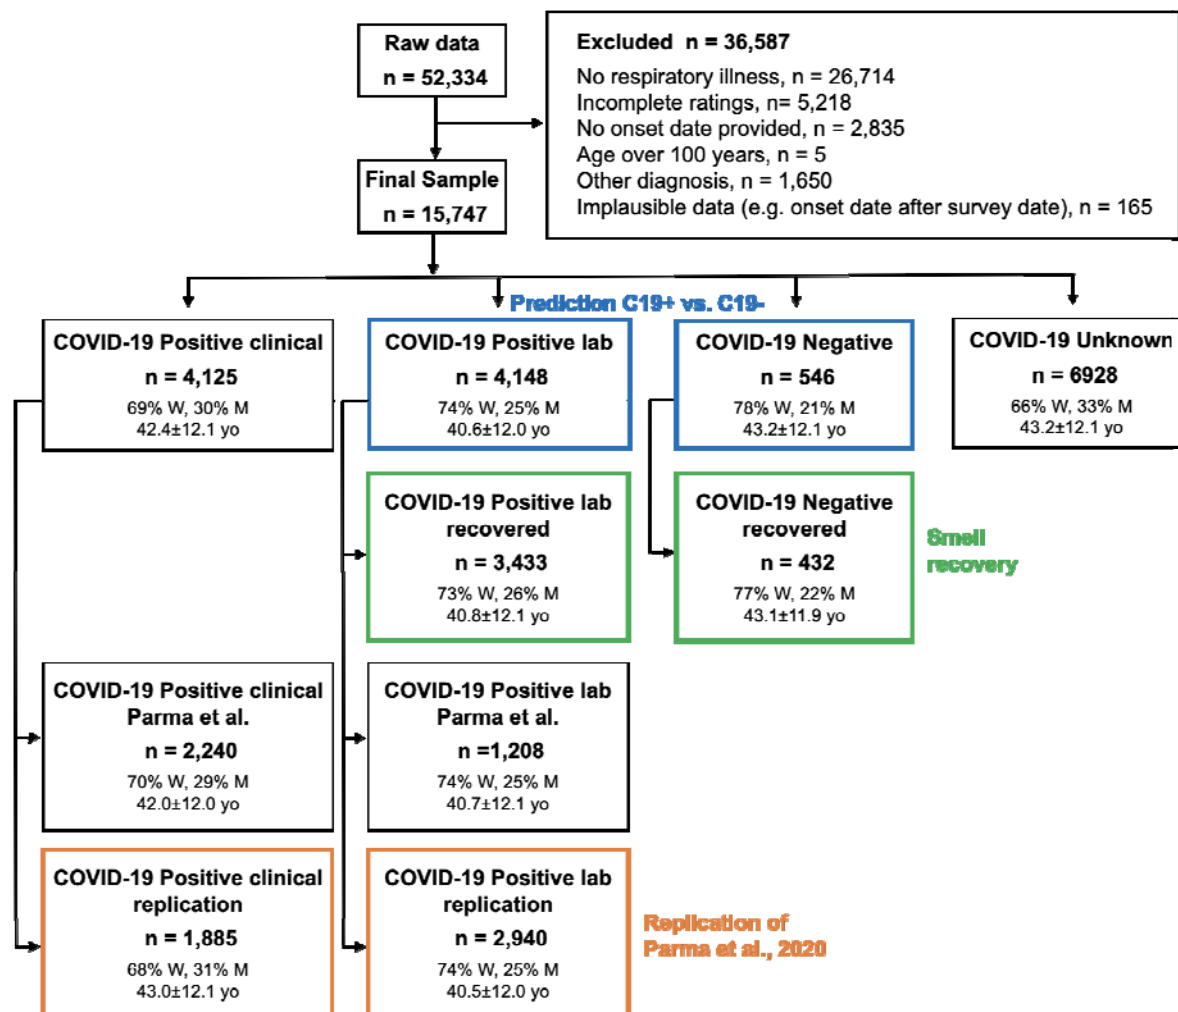 Raw data
n = 52,334
Excluded n = 36,587
No respiratory illness, n = 26,714
Incomplete ratings, n= 5,218
No onset date provided, n = 2,835
Age over 100 years, n = 5
Other diagnosis, n = 1,650
Implausible data (e.g. onset date after survey date), n = 165
Final Sample
n = 15,747
Prediction C19+ vs. C19-
COVID-19 Positive clinical
n = 4,125
69% W, 30% M
42.4±12.1 yo
COVID-19 Positive lab
n = 4,148
74% W, 25% M
40.6±12.0 yo
COVID-19 Negative
n = 546
78% W, 21% M
43.2±12.1 yo
COVID-19 Unknown
n = 6928
66% W, 33% M
43.2±12.1 yo
COVID-19 Positive lab
recovered
n = 3,433
73% W, 26% M
40.8±12.1 yo
COVID-19 Negative
recovered
n = 432
77% W, 22% M
43.1±11.9 yo
Smell
recovery
COVID-19 Positive clinical
Parma et al.
n = 2,240
70% W, 29% M
42.0±12.0 yo
COVID-19 Positive lab
Parma et al.
n =1,208
74% W, 25% M
40.7±12.1 yo
COVID-19 Positive clinical
replication
n = 1,885
68% W, 31% M
43.0±12.1 yo
COVID-19 Positive lab
replication
n = 2,940
74% W, 25% M
40.5±12.0 yo
Replication of
Parma et al., 2020